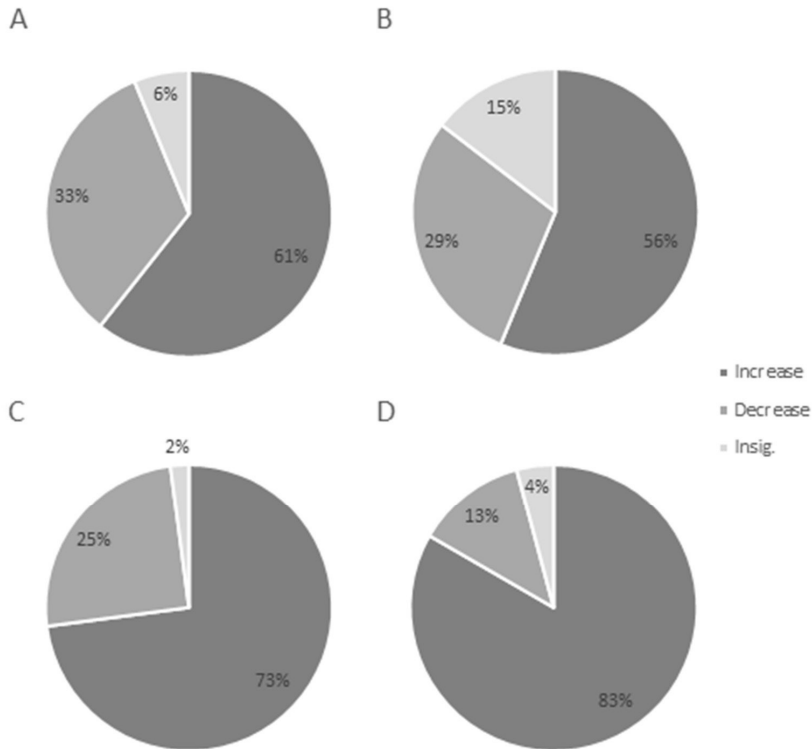 A
6%
33%
61%
B
15%
29%
56%
Increase
Decrease
Insig.
C
2%
25%
73%
D
4%
13%
83%